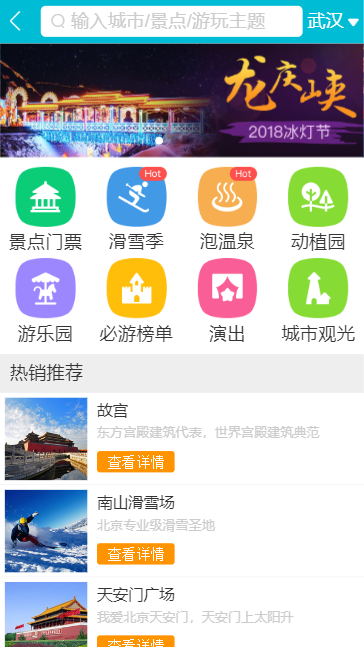 输入城市/景点/游玩主题
武汉
龙庆峡
2018冰灯节
Hot
Hot
景点门票
滑雪季
泡温泉
动植园
游乐园
必游榜单
演出
城市观光
热销推荐
故宫
东方宫殿建筑代表，世界宫殿建筑典范
查看详情
南山滑雪场
北京专业级滑雪圣地
查看详情
天安门广场
我爱北京天安门，天安门上太阳升
查看详情